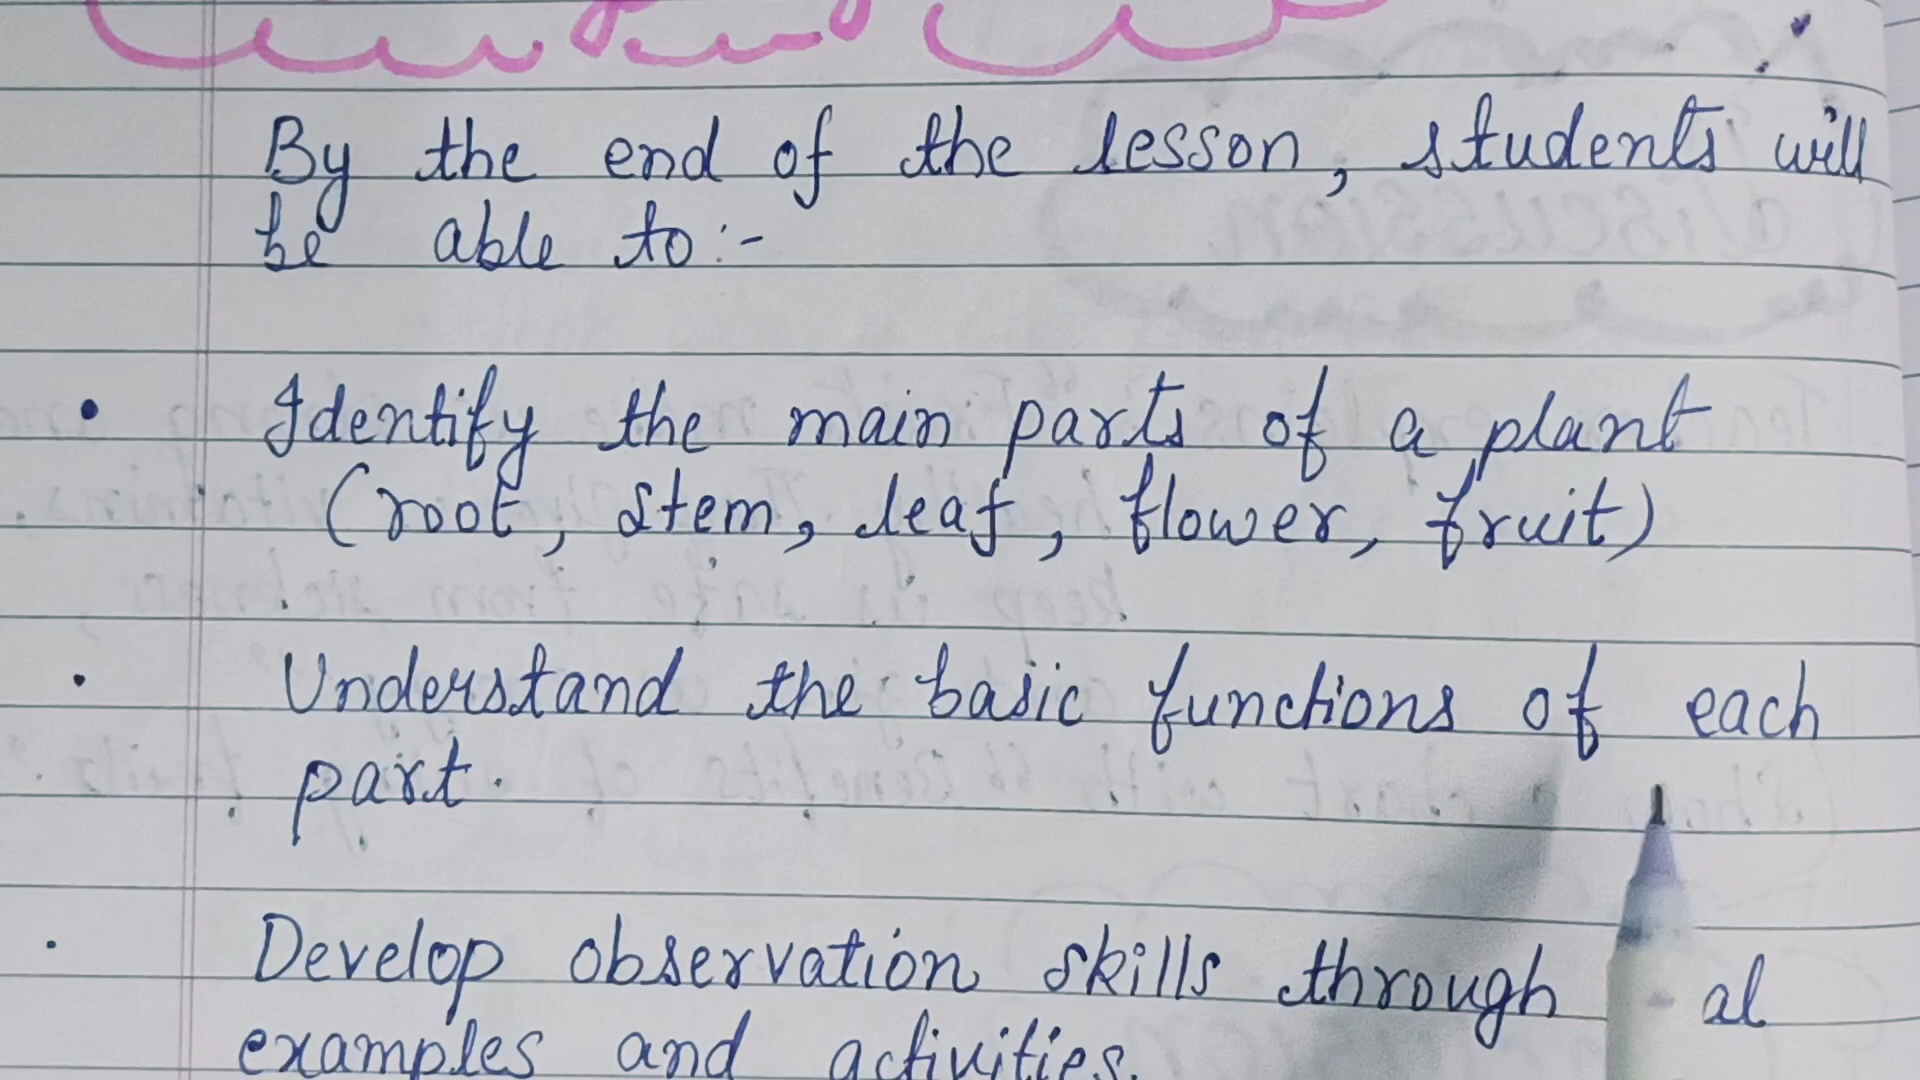 By the end of the lesson, students will
be able to :-
• Identify the main parts of a plant
(root, stem, leaf, flower, fruit)
• Understand the basic functions of each
part.
• Develop observation skills through al
examples and activities.